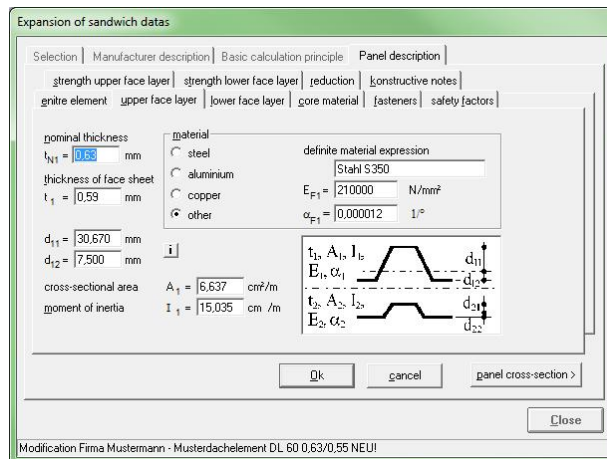 Expansion of sandwich datas
Selection Manufacturer description Basic calculation principle Panel description
strength upper face layer strength lower face layer reduction konstructive notes
enitre element upper face layer lower face layer core material fasteners safety factors
nominal thickness
tN1 = 0,63 mm
thickness of face sheet
t1 = 0,59 mm
d11 = 30,670 mm
d12 = 7,500 mm
i
cross-sectional area A1 = 6,637 cm²/m
moment of inertia I1 = 15,035 cm /m
material
steel
aluminium
copper
other
definite material expression
Stahl S350
EF1 = 210000 N/mm²
αF1 = 0,000012 1/°
t1, A1, I1,
E1, α1
d11
d12
t2, A2, I2,
E2, α2
d21
d22
Ok cancel panel cross-section >
Close
Modification Firma Mustermann - Musterdachelement DL 60 0,63/0,55 NEU!